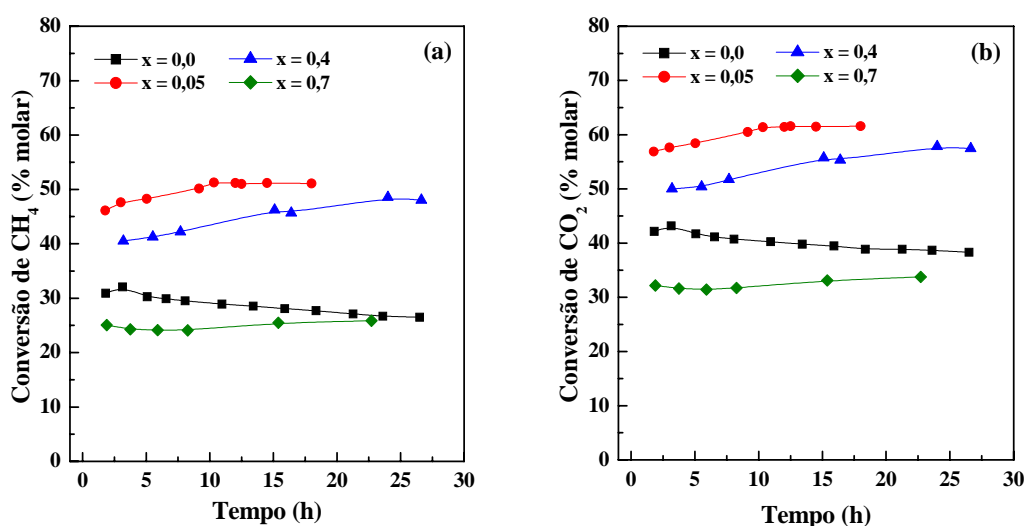 (a)
x = 0,0
x = 0,4
x = 0,05
x = 0,7
Conversão de CH4 (% molar)
80
70
60
50
40
30
20
10
0
0 5 10 15 20 25 30
Tempo (h)
(b)
x = 0,0
x = 0,4
x = 0,05
x = 0,7
Conversão de CO2 (% molar)
80
70
60
50
40
30
20
10
0
0 5 10 15 20 25 30
Tempo (h)